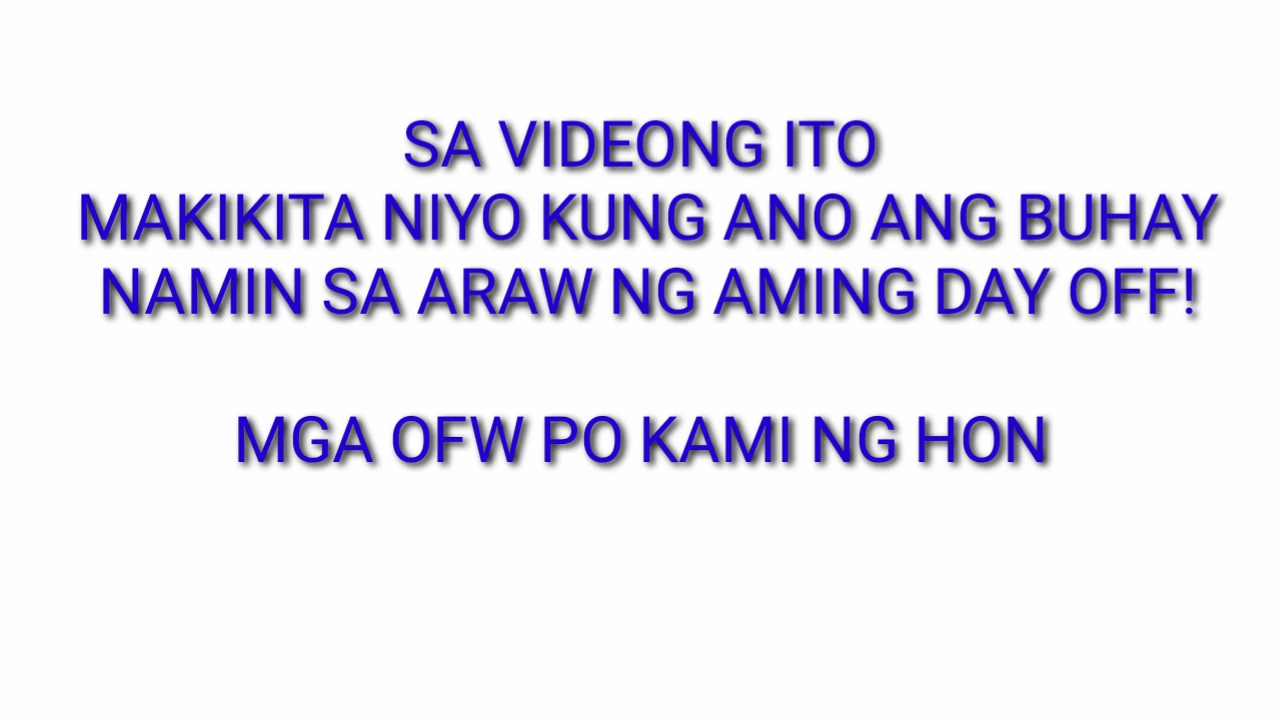 SA VIDEONG ITO
MAKIKITA NIYO KUNG ANO ANG BUHAY
NAMIN SA ARAW NG AMING DAY OFF!
MGA OFW PO KAMI NG HON